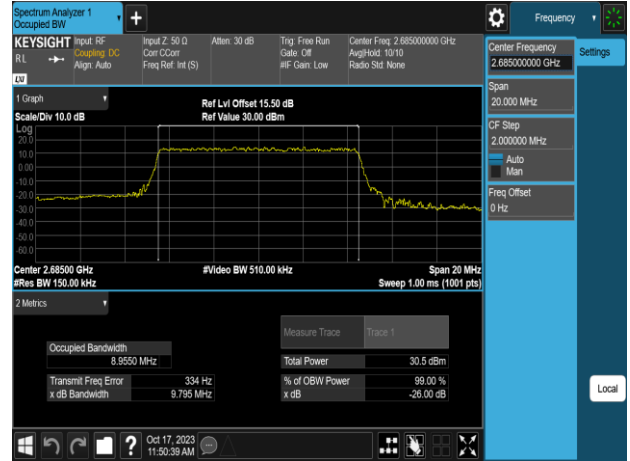 Spectrum Analyzer 1
Occupied BW
Frequency
KEYSIGHT
R L
LXI
Input: RF
Coupling: DC
Align: Auto
Input Z: 50 Ω
Corr CCorr
Freq Ref: Int (S)
Atten: 30 dB
Trig: Free Run
Gate: Off
#IF Gain: Low
Center Freq: 2.685000000 GHz
Avg|Hold: 10/10
Radio Std: None
Center Frequency
2.685000000 GHz
Settings
Span
20.000 MHz
CF Step
2.000000 MHz
Auto
Man
Freq Offset
0 Hz
Local
1 Graph
Scale/Div 10.0 dB
Ref Lvl Offset 15.50 dB
Ref Value 30.00 dBm
Log
20.0
10.0
0.00
-10.0
-20.0
-30.0
-40.0
-50.0
-60.0
Center 2.68500 GHz
#Res BW 150.00 kHz
#Video BW 510.00 kHz
Span 20 MHz
Sweep 1.00 ms (1001 pts)
2 Metrics
Measure Trace
Trace 1
Occupied Bandwidth
8.9550 MHz
Total Power
30.5 dBm
Transmit Freq Error
334 Hz
% of OBW Power
99.00 %
x dB Bandwidth
9.795 MHz
x dB
-26.00 dB
Oct 17, 2023
11:50:39 AM